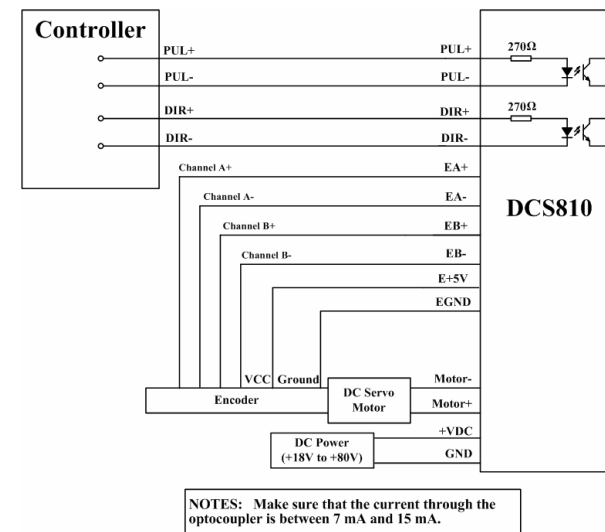 Controller
PUL+
PUL-
DIR+
DIR-
PUL+
PUL-
DIR+
DIR-
270Ω
270Ω
DCS810
Channel A+
Channel A-
Channel B+
Channel B-
EA+
EA-
EB+
EB-
E+5V
EGND
VCC Ground
Encoder
DC Servo
Motor
Motor-
Motor+
+VDC
GND
DC Power
(+18V to +80V)
NOTES: Make sure that the current through the
optocoupler is between 7 mA and 15 mA.